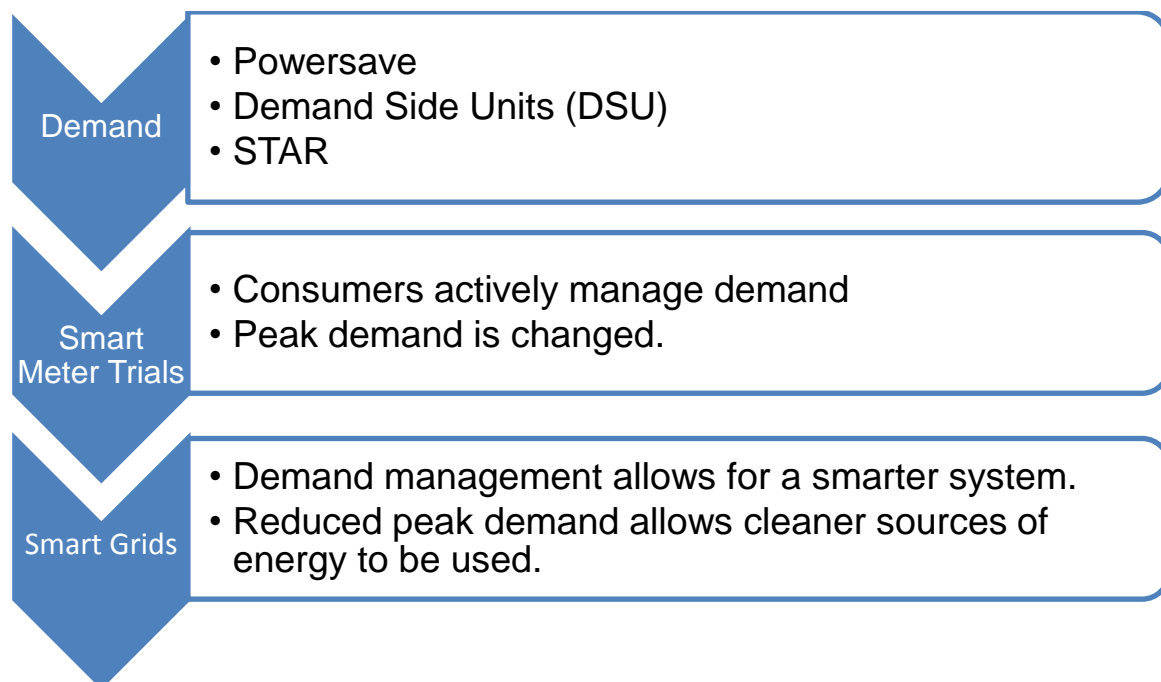 Demand
• Powersave
• Demand Side Units (DSU)
• STAR
Smart
Meter Trials
• Consumers actively manage demand
• Peak demand is changed.
Smart Grids
• Demand management allows for a smarter system.
• Reduced peak demand allows cleaner sources of
energy to be used.